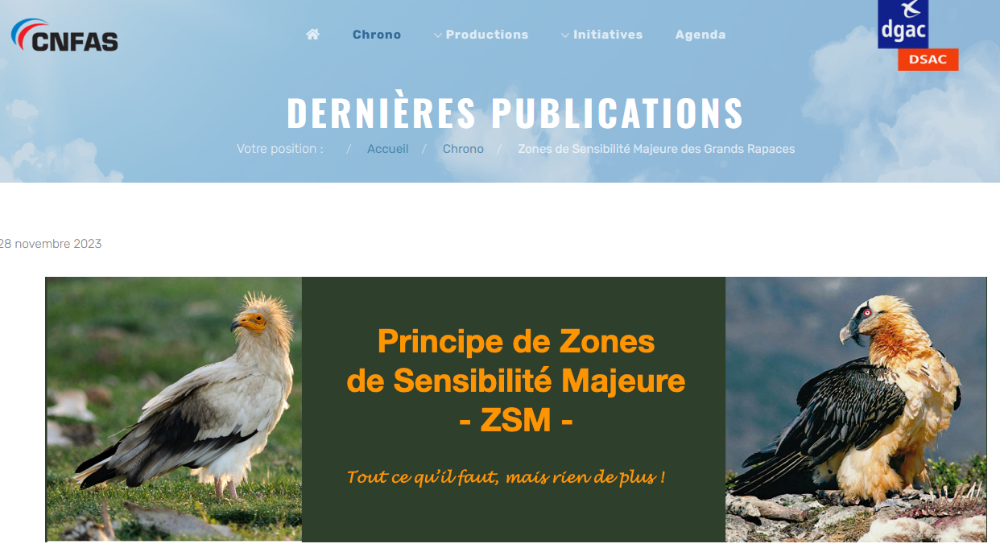 CNFAS
Chrono
Productions
Initiatives
Agenda
dgac
DSAC
DERNIÈRES PUBLICATIONS
Votre position : / Accueil / Chrono / Zones de Sensibilité Majeure des Grands Rapaces
28 novembre 2023
Principe de Zones
de Sensibilité Majeure
- ZSM -
Tout ce qu'il faut, mais rien de plus !